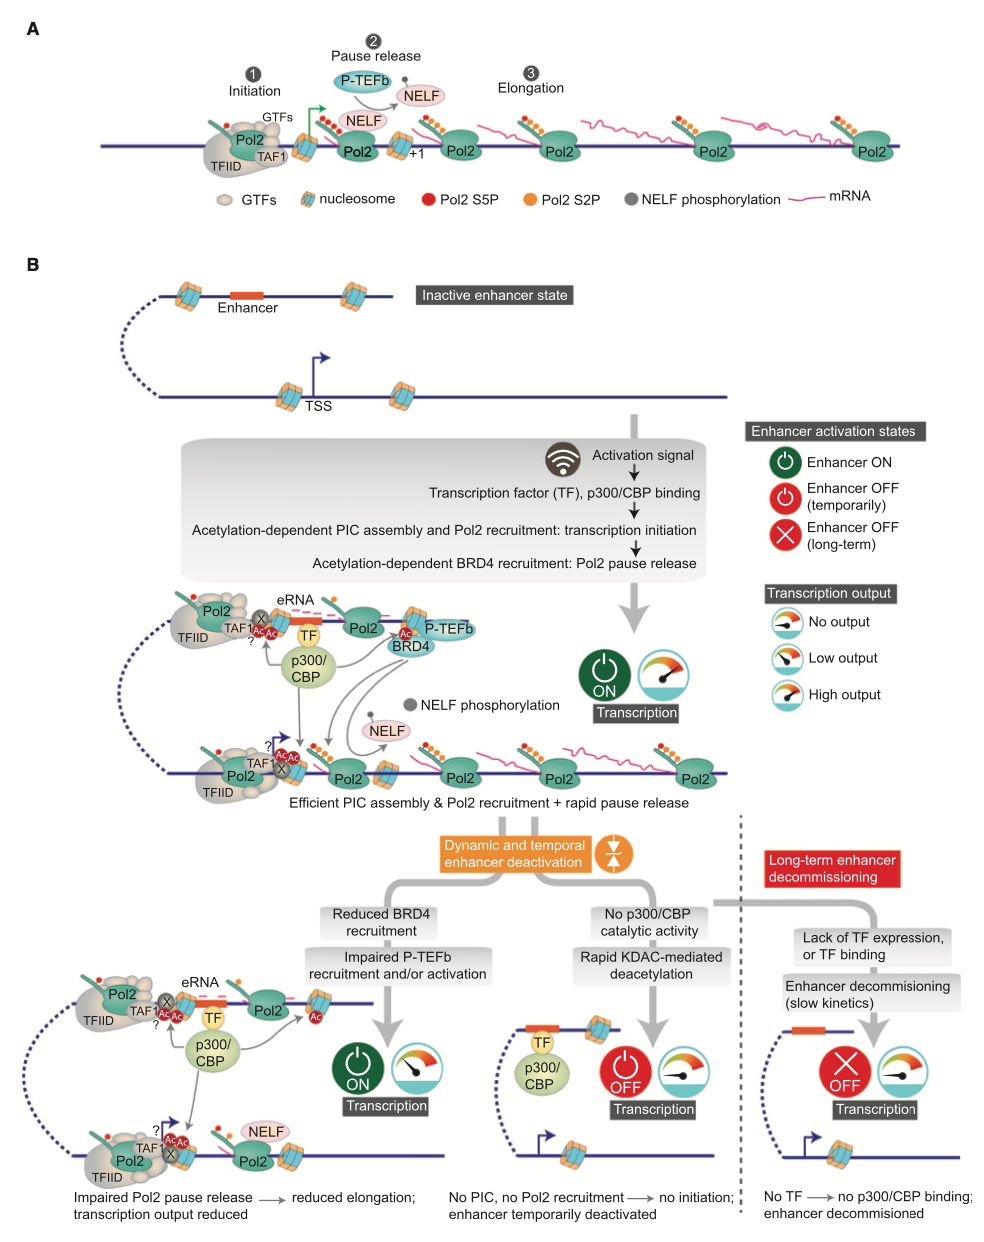 A
1
Initiation
2
Pause release
3
Elongation
P-TEFb
NELF
NELF
GTFs
Pol2
TAF1
TFIID
Pol2
+1
Pol2
Pol2
Pol2
Pol2
GTFs
nucleosome
Pol2 S5P
Pol2 S2P
NELF phosphorylation
mRNA
B
Inactive enhancer state
Enhancer
TSS
Activation signal
Transcription factor (TF), p300/CBP binding
Acetylation-dependent PIC assembly and Pol2 recruitment: transcription initiation
Acetylation-dependent BRD4 recruitment: Pol2 pause release
Enhancer activation states
Enhancer ON
Enhancer OFF
(temporarily)
Enhancer OFF
(long-term)
Transcription output
No output
Low output
High output
eRNA
Pol2
TFIID
TAF1
X
Ac
Ac
?
TF
Pol2
Ac
P-TEFb
BRD4
p300/
CBP
ON
Transcription
NELF phosphorylation
NELF
?
Ac
Ac
TAF1
X
Pol2
TFIID
Pol2
Pol2
Pol2
Pol2
Efficient PIC assembly & Pol2 recruitment + rapid pause release
Dynamic and temporal
enhancer deactivation
Long-term enhancer
decommissioning
Reduced BRD4
recruitment
Impaired P-TEFb
recruitment and/or activation
No p300/CBP
catalytic activity
Rapid KDAC-mediated
deacetylation
Lack of TF expression,
or TF binding
Enhancer decommisioning
(slow kinetics)
eRNA
Pol2
TFIID
TAF1
X
Ac
Ac
?
TF
Pol2
Ac
p300/
CBP
ON
Transcription
?
Ac
Ac
TAF1
X
Pol2
TFIID
NELF
Pol2
Impaired Pol2 pause release
reduced elongation;
transcription output reduced
TF
p300/
CBP
OFF
Transcription
No PIC, no Pol2 recruitment
no initiation;
enhancer temporarily deactivated
OFF
Transcription
No TF
no p300/CBP binding;
enhancer decommisioned